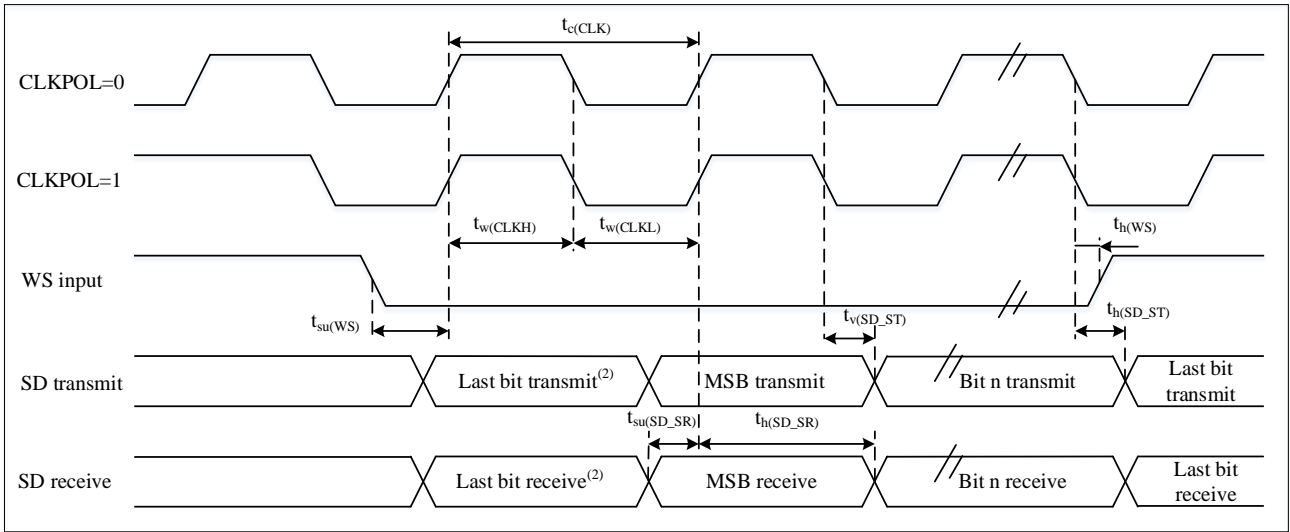 t_c(CLK)
CLKPOL=0
CLKPOL=1
t_w(CLKH)
t_w(CLKL)
t_h(WS)
WS input
t_su(WS)
t_v(SD_ST)
t_h(SD_ST)
SD transmit
Last bit transmit(2)
MSB transmit
Bit n transmit
Last bit
transmit
t_su(SD_SR)
t_h(SD_SR)
SD receive
Last bit receive(2)
MSB receive
Bit n receive
Last bit
receive